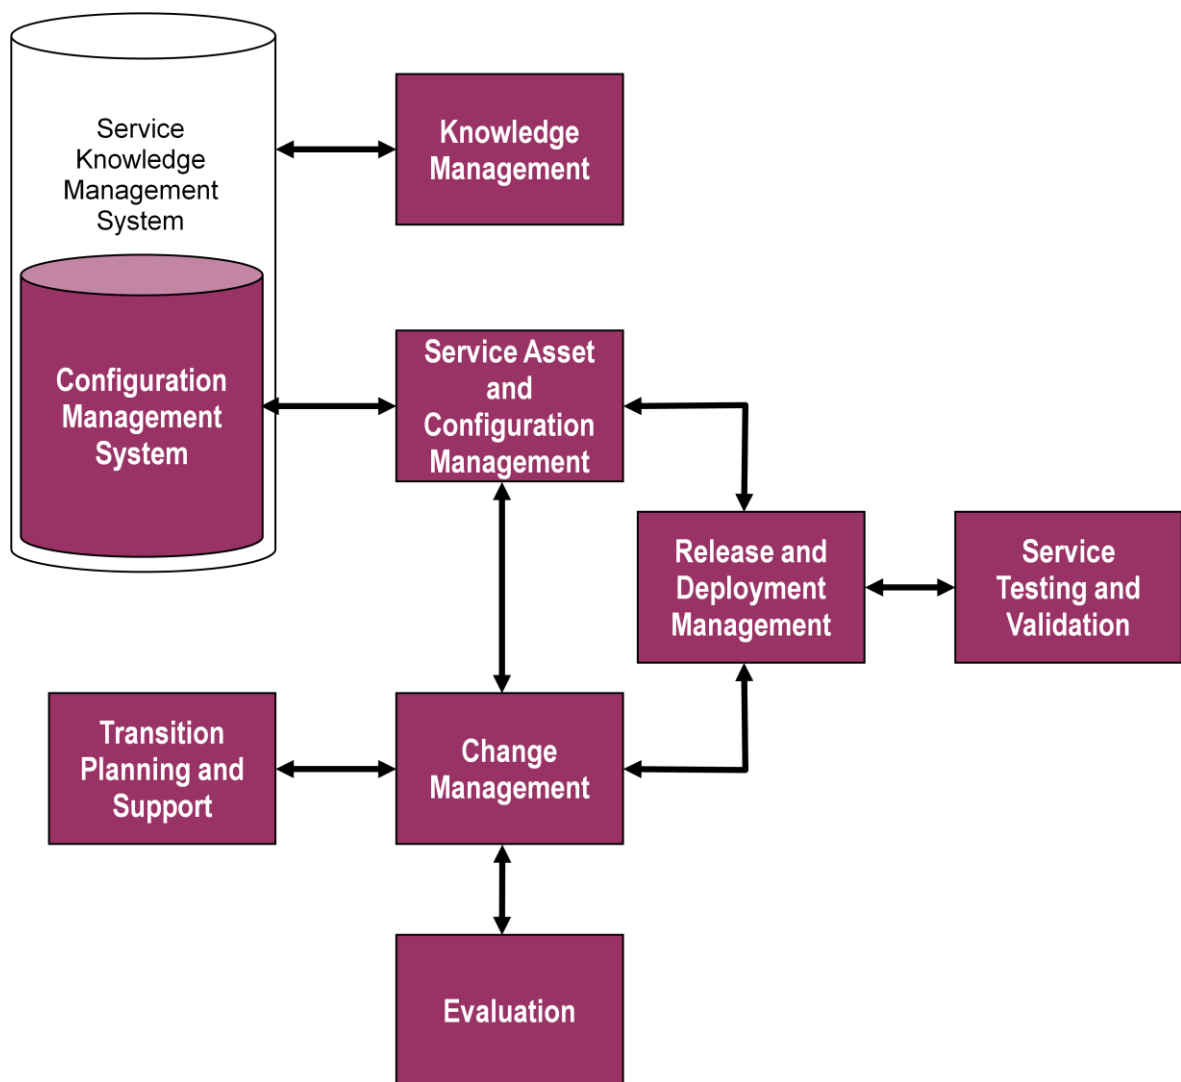 Service
Knowledge
Management
System
Knowledge
Management
Configuration
Management
System
Service Asset
and
Configuration
Management
Release and
Deployment
Management
Service
Testing and
Validation
Transition
Planning and
Support
Change
Management
Evaluation